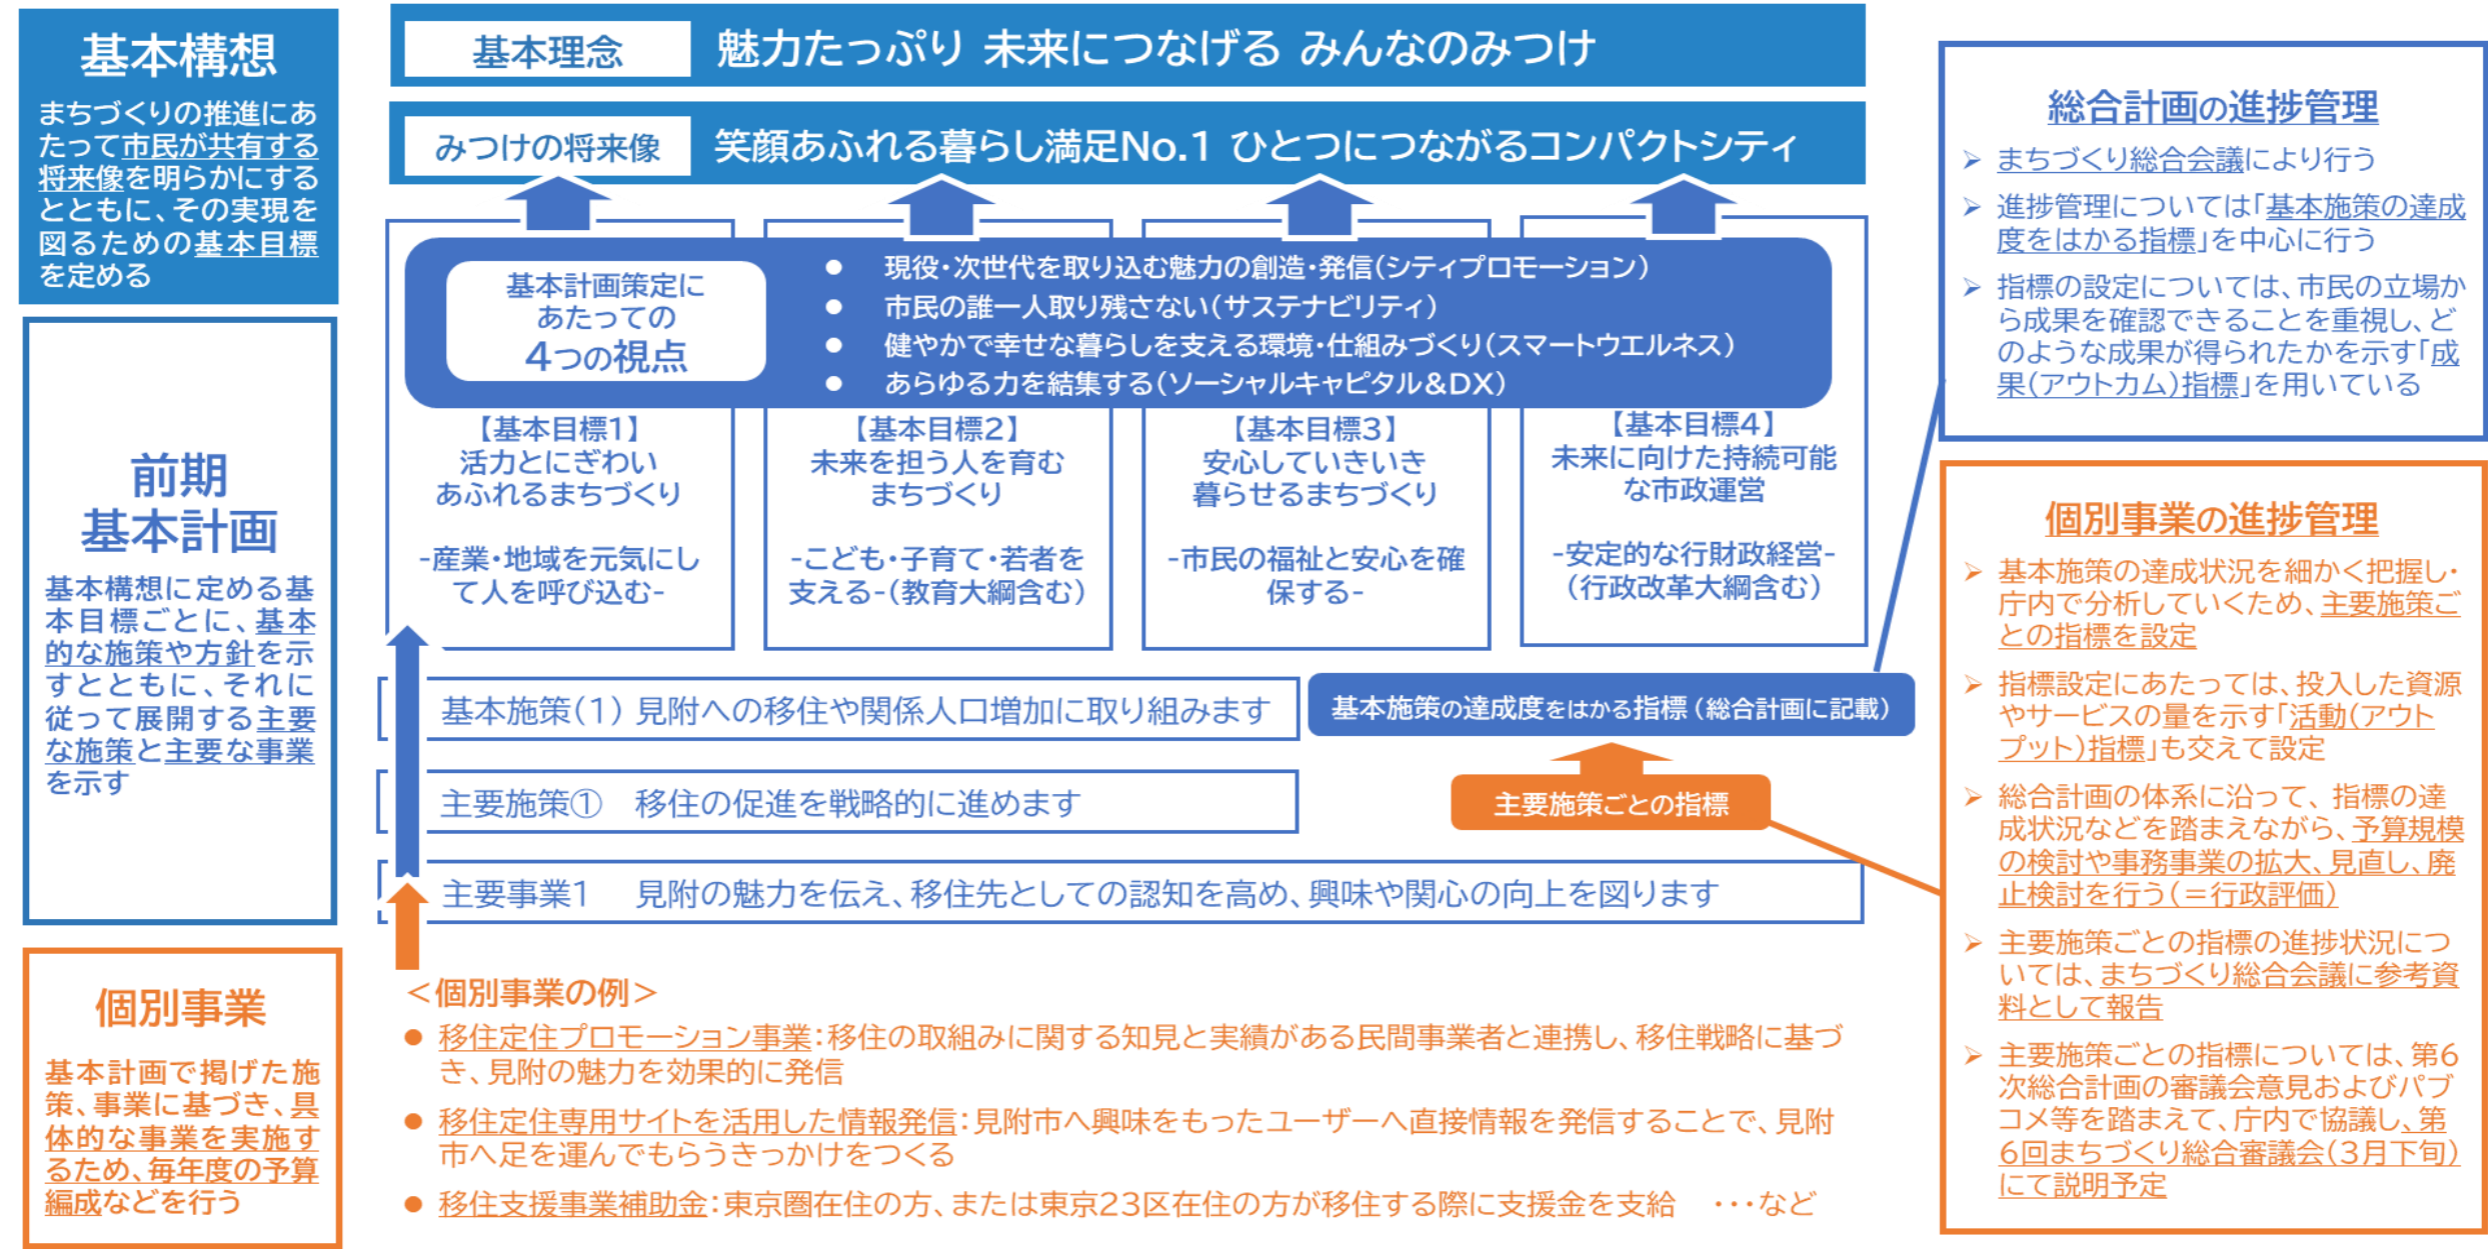 基本構想
まちづくりの推進にあ
たって市民が共有する
将来像を明らかにする
とともに、その実現を
図るための基本目標
を定める
前期
基本計画
基本構想に定める基
本目標ごとに、基本
的な施策や方針を示
すとともに、それに
従って展開する主要
な施策と主要な事業
を示す
個別事業
基本計画で掲げた施
策、事業に基づき、具
体的な事業を実施す
るため、毎年度の予算
編成などを行う
基本理念 魅力たっぷり 未来につなげる みんなのみつけ
みつけの将来像 笑顔あふれる暮らし満足No.1 ひとつにつながるコンパクトシティ
基本計画策定に
あたっての
4つの視点
● 現役・次世代を取り込む魅力の創造・発信(シティプロモーション)
● 市民の誰一人取り残さない(サステナビリティ)
● 健やかで幸せな暮らしを支える環境・仕組みづくり(スマートウエルネス)
● あらゆる力を結集する(ソーシャルキャピタル&DX)
【基本目標1】
活力とにぎわい
あふれるまちづくり
-産業・地域を元気にし
て人を呼び込む-
【基本目標2】
未来を担う人を育む
まちづくり
-こども・子育て・若者を
支える-(教育大綱含む)
【基本目標3】
安心していきいき
暮らせるまちづくり
-市民の福祉と安心を確
保する-
【基本目標4】
未来に向けた持続可能
な市政運営
-安定的な行財政経営-
(行政改革大綱含む)
基本施策(1) 見附への移住や関係人口増加に取り組みます
基本施策の達成度をはかる指標(総合計画に記載)
主要施策① 移住の促進を戦略的に進めます
主要施策ごとの指標
主要事業1 見附の魅力を伝え、移住先としての認知を高め、興味や関心の向上を図ります
<個別事業の例>
● 移住定住プロモーション事業:移住の取組みに関する知見と実績がある民間事業者と連携し、移住戦略に基づ
き、見附の魅力を効果的に発信
● 移住定住専用サイトを活用した情報発信:見附市へ興味をもったユーザーへ直接情報を発信することで、見附
市へ足を運んでもらうきっかけをつくる
● 移住支援事業補助金:東京圏在住の方、または東京23区在住の方が移住する際に支援金を支給 ・・・など
総合計画の進捗管理
➢ まちづくり総合会議により行う
➢ 進捗管理については「基本施策の達成
度をはかる指標」を中心に行う
➢ 指標の設定については、市民の立場か
ら成果を確認できることを重視し、ど
のような成果が得られたかを示す「成
果(アウトカム)指標」を用いている
個別事業の進捗管理
➢ 基本施策の達成状況を細かく把握し・
庁内で分析していくため、主要施策ご
との指標を設定
➢ 指標設定にあたっては、投入した資源
やサービスの量を示す「活動(アウト
プット)指標」も交えて設定
➢ 総合計画の体系に沿って、指標の達
成状況などを踏まえながら、予算規模
の検討や事務事業の拡大、見直し、廃
止検討を行う(=行政評価)
➢ 主要施策ごとの指標の進捗状況につ
いては、まちづくり総合会議に参考資
料として報告
➢ 主要施策ごとの指標については、第6
次総合計画の審議会意見およびパブ
コメ等を踏まえて、庁内で協議し、第
6回まちづくり総合審議会(3月下旬)
にて説明予定